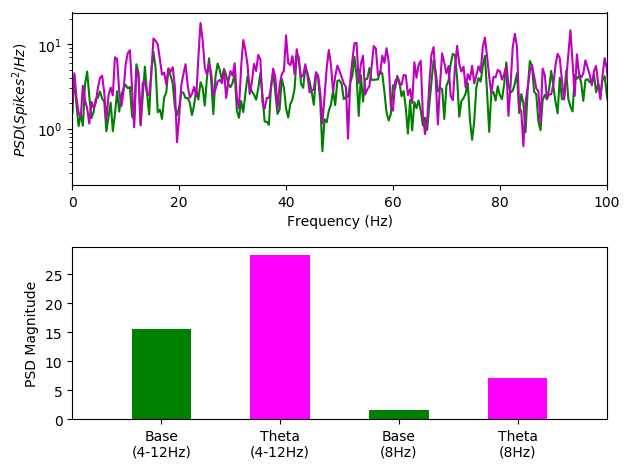 PSD(Spikes²/Hz)
10¹
10⁰
0 20 40 60 80 100
Frequency (Hz)
PSD Magnitude
25
20
15
10
5
0
Base Theta Base Theta
(4-12Hz) (4-12Hz) (8Hz) (8Hz)